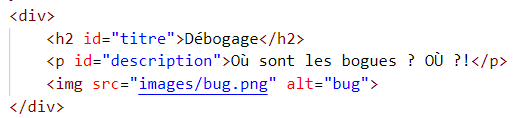 <div>
    <h2 id="titre">Débogage</h2>
    <p id="description">Où sont les bogues ? OÙ ?!</p>
    <img src="images/bug.png" alt="bug">
</div>